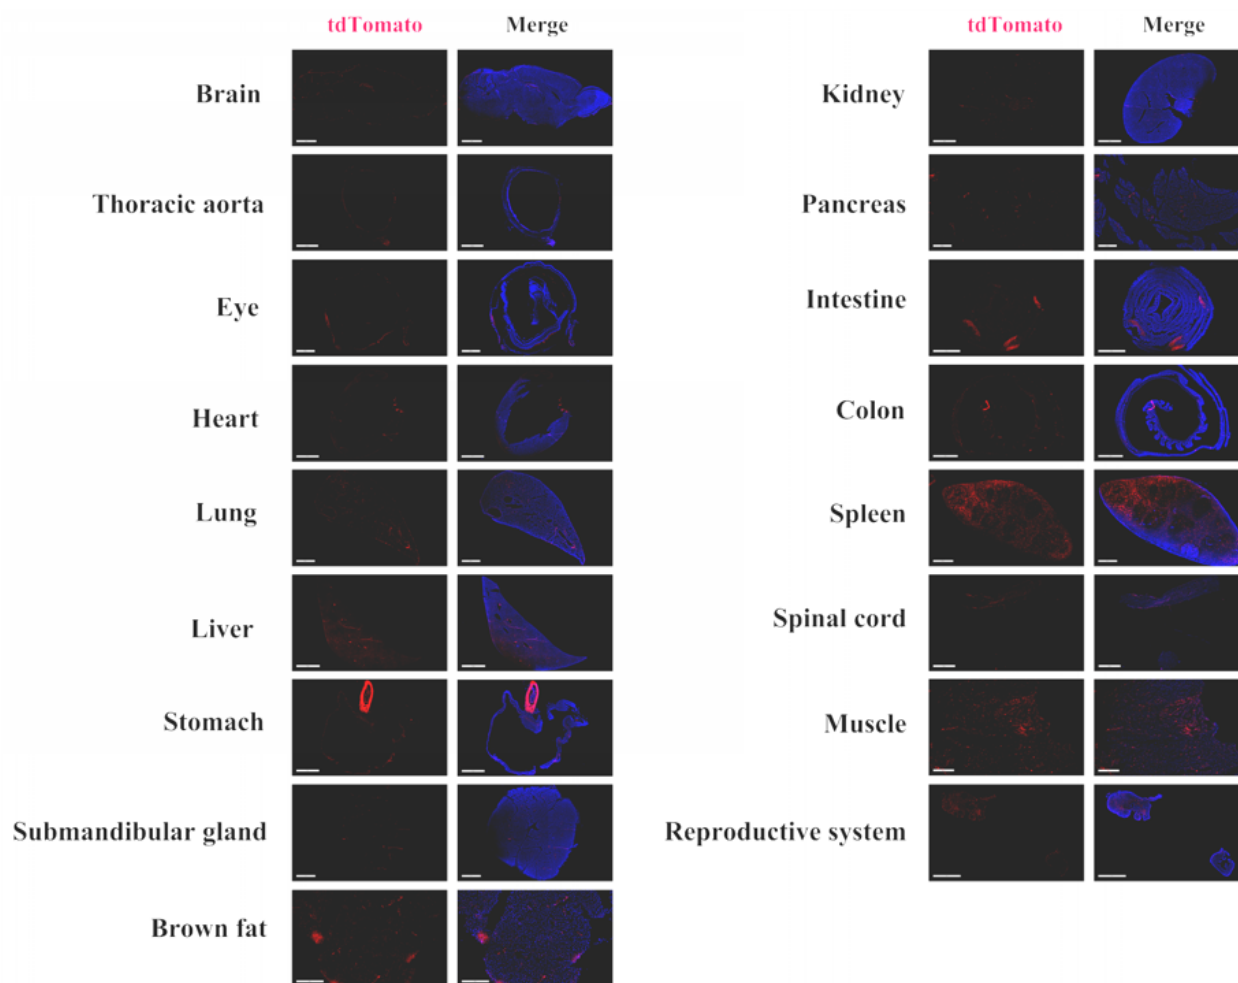 tdTomato Merge tdTomato Merge
Brain Kidney
Thoracic aorta Pancreas
Eye Intestine
Heart Colon
Lung Spleen
Liver Spinal cord
Stomach Muscle
Submandibular gland Reproductive system
Brown fat